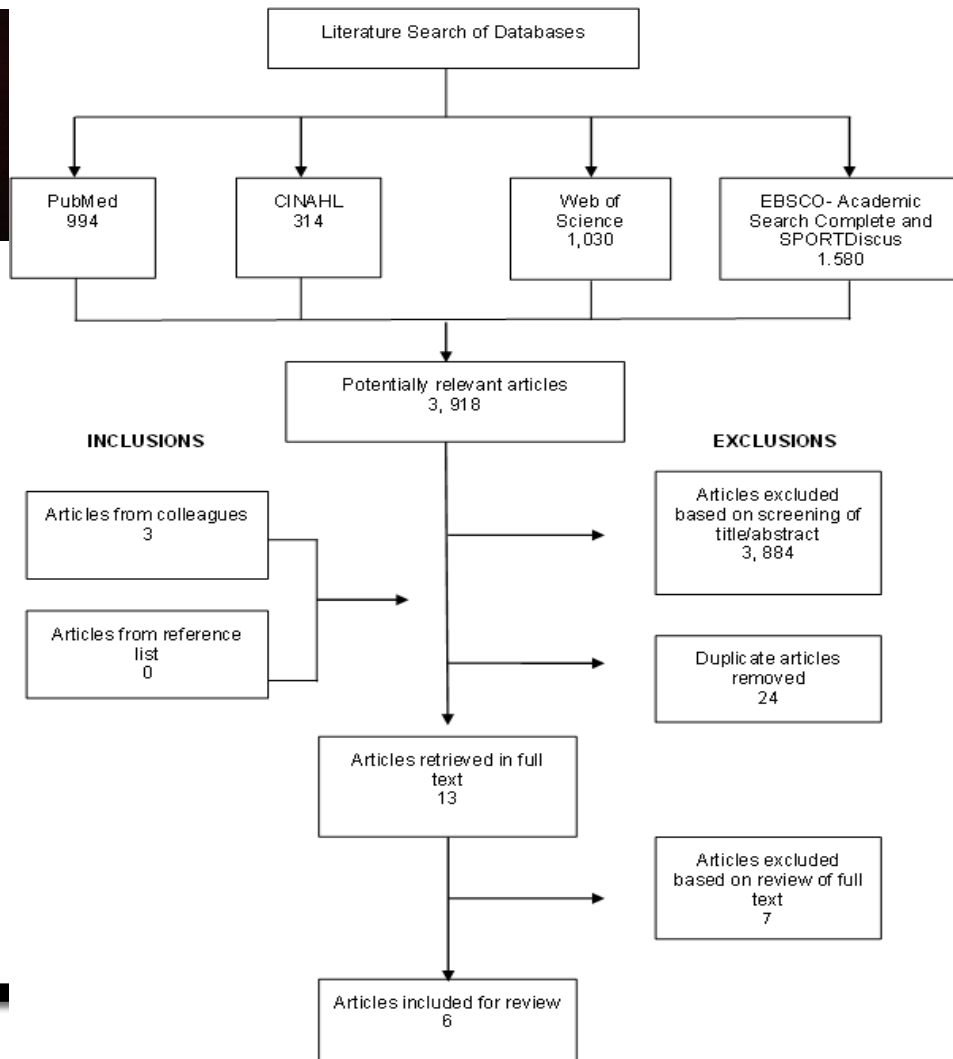 Literature Search of Databases
PubMed
994
CINAHL
314
Web of
Science
1,030
EBSCO- Academic
Search Complete and
SPORTDiscus
1.580
Potentially relevant articles
3, 918
INCLUSIONS
EXCLUSIONS
Articles from colleagues
3
Articles excluded
based on screening of
title/abstract
3, 884
Articles from reference
list
0
Duplicate articles
removed
24
Articles retrieved in full
text
13
Articles excluded
based on review of full
text
7
Articles included for review
6